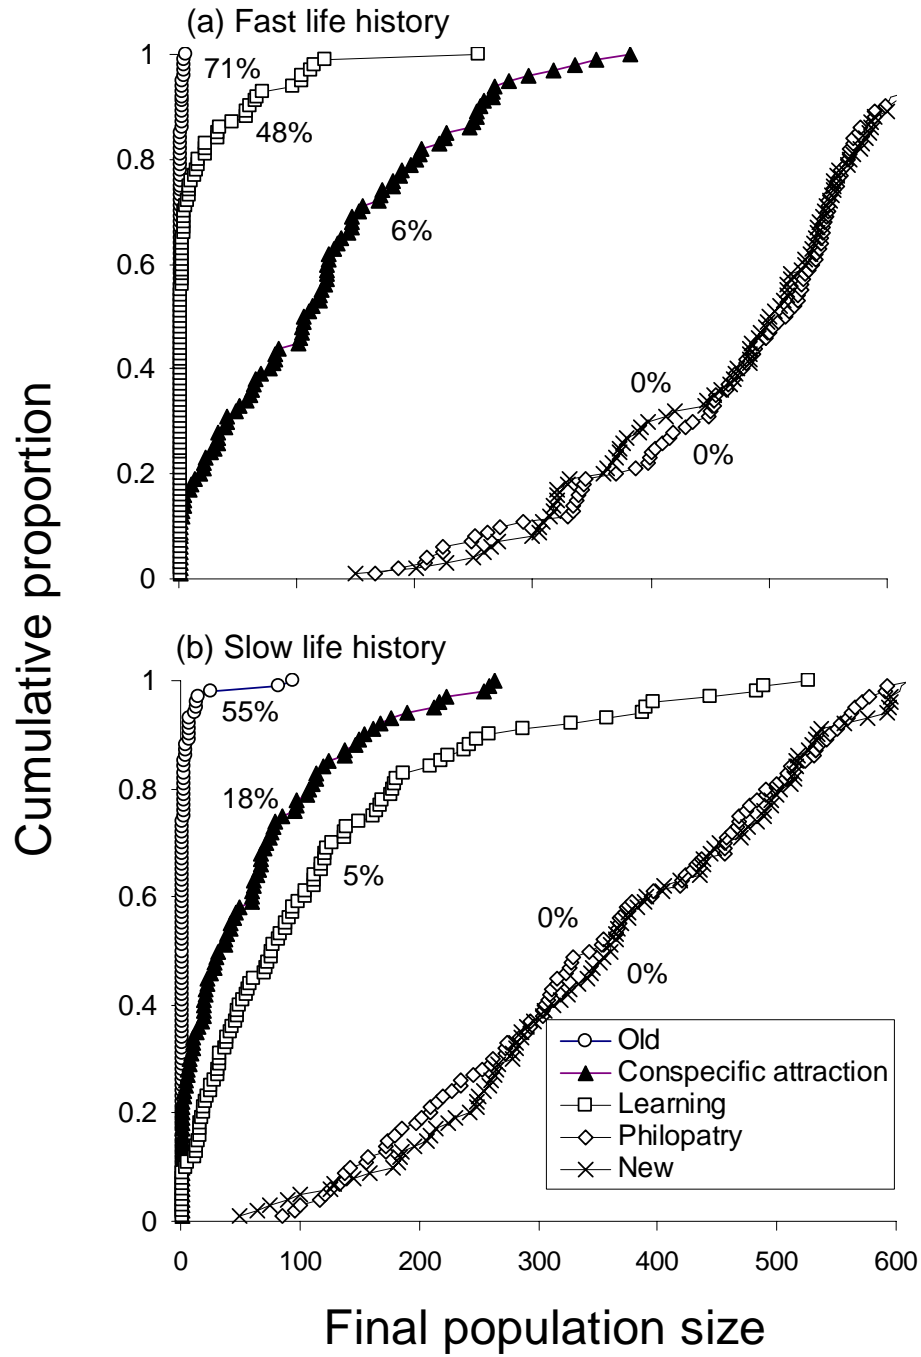 (a) Fast life history
1
0.8
0.6
0.4
0.2
0
71%
48%
6%
0%
0%
Cumulative proportion
(b) Slow life history
1
0.8
0.6
0.4
0.2
0
55%
18%
5%
0%
0%
Old
Conspecific attraction
Learning
Philopatry
New
0 100 200 300 400 500 600
Final population size